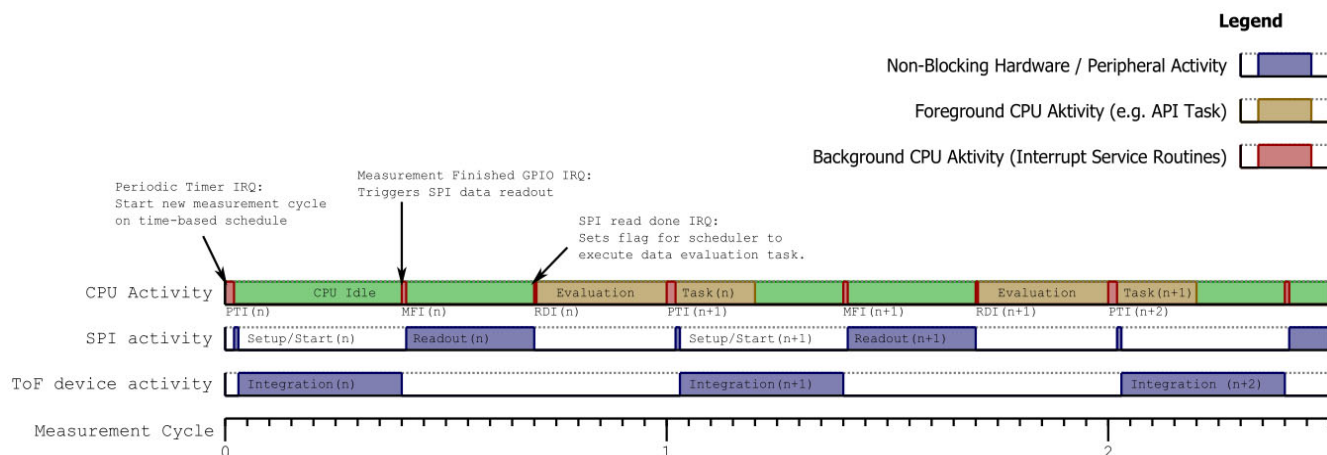 Legend
Non-Blocking Hardware / Peripheral Activity
Foreground CPU Aktivity (e.g. API Task)
Background CPU Aktivity (Interrupt Service Routines)
Measurement Finished GPIO IRQ:
Triggers SPI data readout
Periodic Timer IRQ:
Start new measurement cycle
on time-based schedule
SPI read done IRQ:
Sets flag for scheduler to
execute data evaluation task.
CPU Activity CPU Idle Evaluation Task(n) Evaluation Task(n+1)
PTI(n) MFI(n) RDI(n) PTI(n+1) MFI(n+1) RDI(n+1) PTI(n+2)
SPI activity Setup/Start(n) Readout(n) Setup/Start(n+1) Readout(n+1)
ToF device activity Integration(n) Integration(n+1) Integration (n+2)
Measurement Cycle
0 1 2